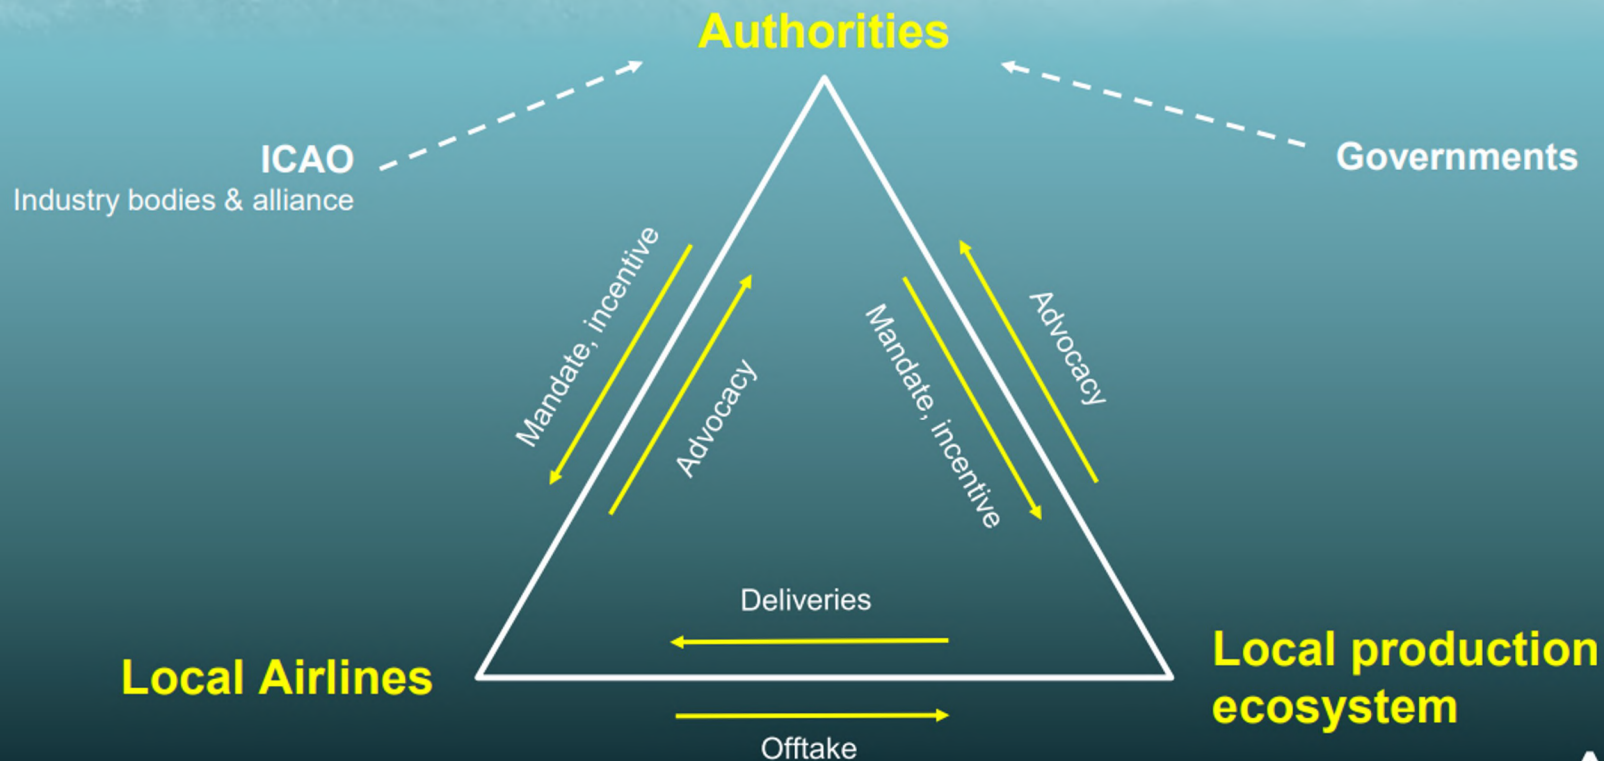 Authorities
ICAO
Industry bodies & alliance
Governments
Mandate, incentive
Advocacy
Mandate, incentive
Advocacy
Deliveries
Local Airlines
Local production
ecosystem
Offtake